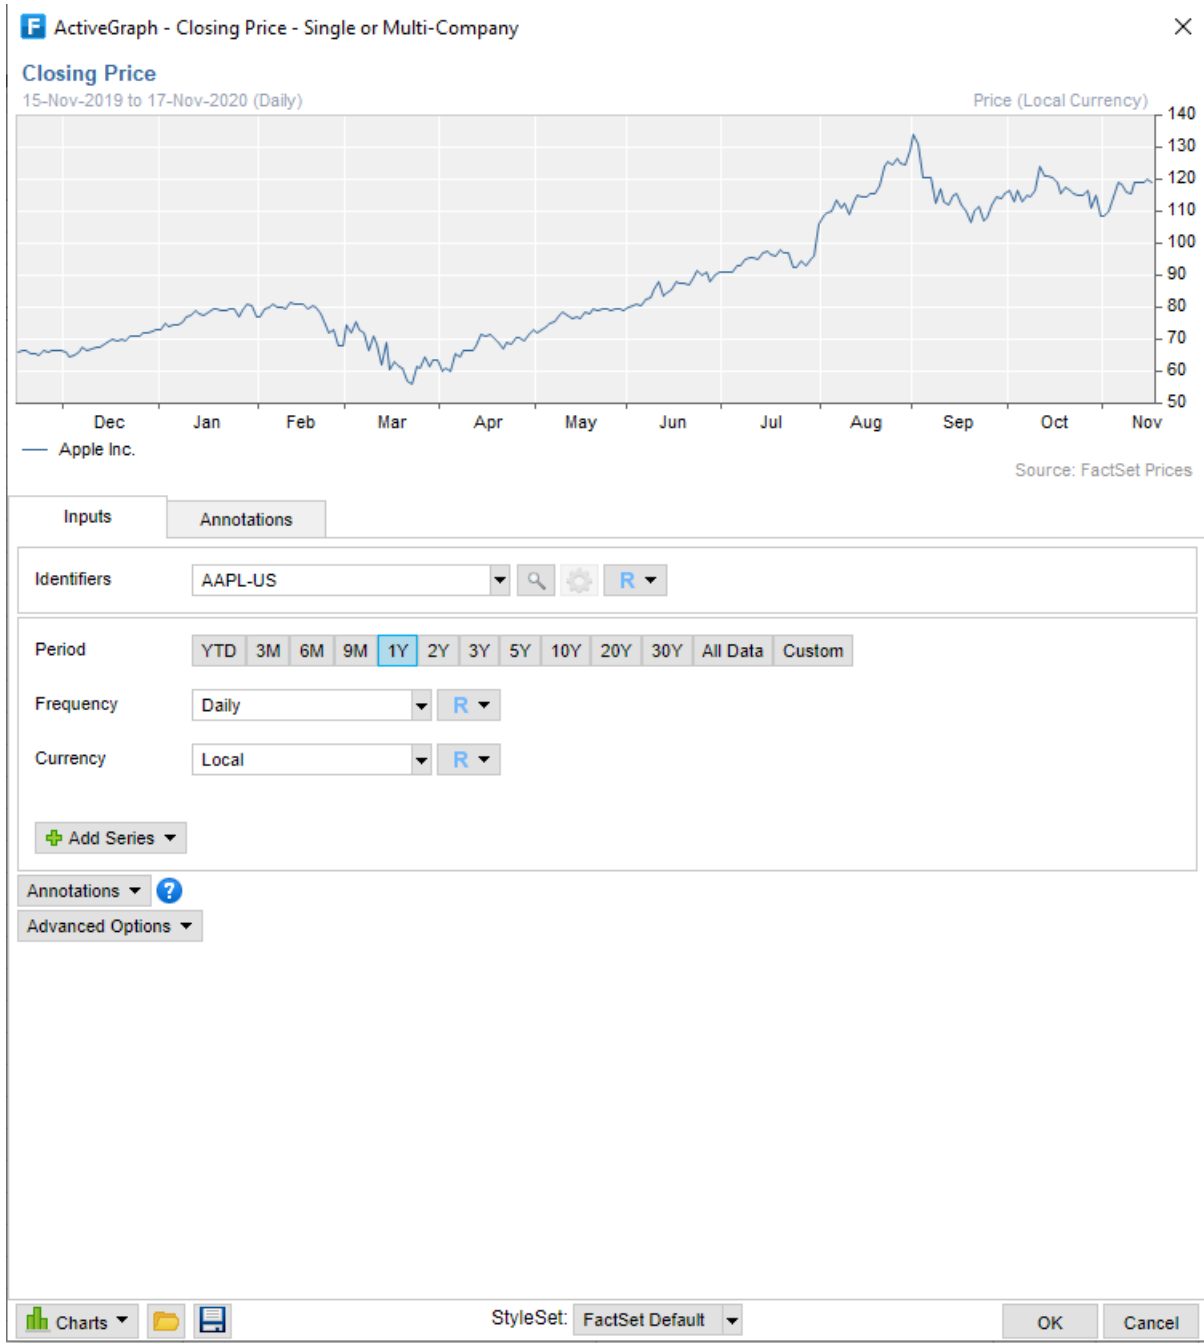 F ActiveGraph - Closing Price - Single or Multi-Company
Closing Price
15-Nov-2019 to 17-Nov-2020 (Daily) Price (Local Currency)
140
130
120
110
100
90
80
70
60
50
Dec Jan Feb Mar Apr May Jun Jul Aug Sep Oct Nov
Apple Inc.
Source: FactSet Prices
Inputs Annotations
Identifiers AAPL-US R
Period YTD 3M 6M 9M 1Y 2Y 3Y 5Y 10Y 20Y 30Y All Data Custom
Frequency Daily R
Currency Local R
Add Series
Annotations ?
Advanced Options
Charts StyleSet: FactSet Default OK Cancel